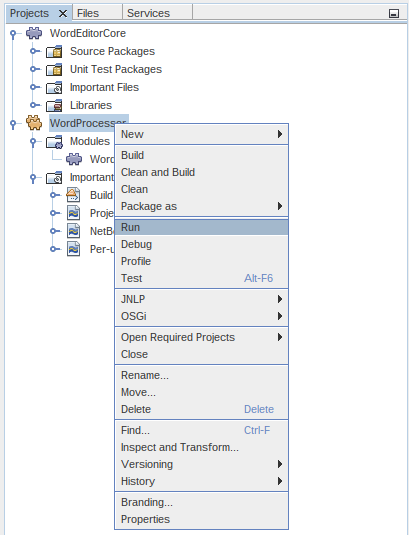 Projects Files Services
WordEditorCore
Source Packages
Unit Test Packages
Important Files
Libraries
WordProcessor
Modules
Word
Important
Build
Proje
NetB
Per-u
New
Build
Clean and Build
Clean
Package as
Run
Debug
Profile
Test Alt-F6
JNLP
OSGi
Open Required Projects
Close
Rename...
Move...
Delete Delete
Find... Ctrl-F
Inspect and Transform...
Versioning
History
Branding...
Properties